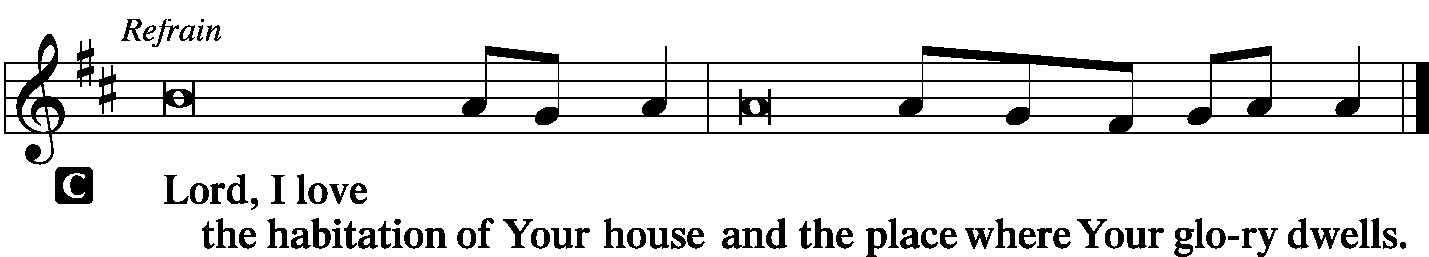 Refrain
C Lord, I love
the habitation of Your house and the place where Your glo-ry dwells.